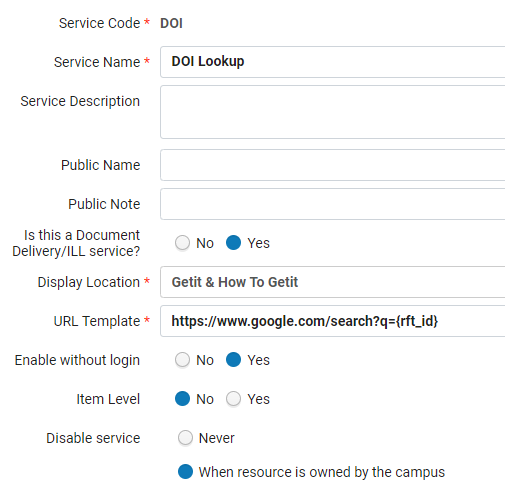 Service Code * DOI
Service Name * DOI Lookup
Service Description
Public Name
Public Note
Is this a Document
Delivery/ILL service? No Yes
Display Location * Getit & How To Getit
URL Template * https://www.google.com/search?q={rft_id}
Enable without login No Yes
Item Level No Yes
Disable service Never
When resource is owned by the campus